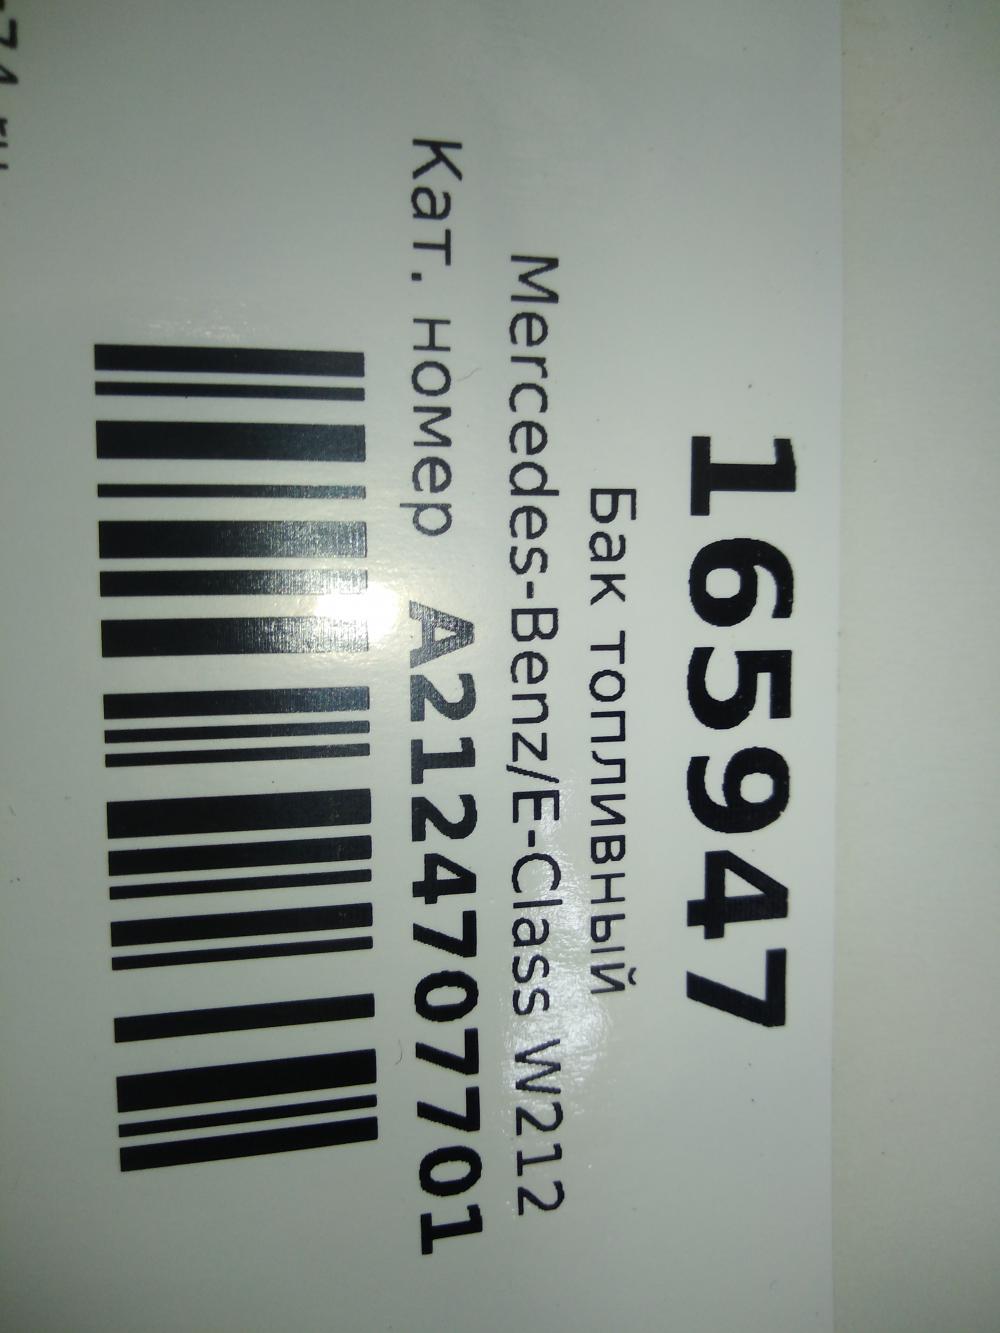 165947
Бак топливный
Mercedes-Benz/E-Class W212
Кат. номер A2124707701